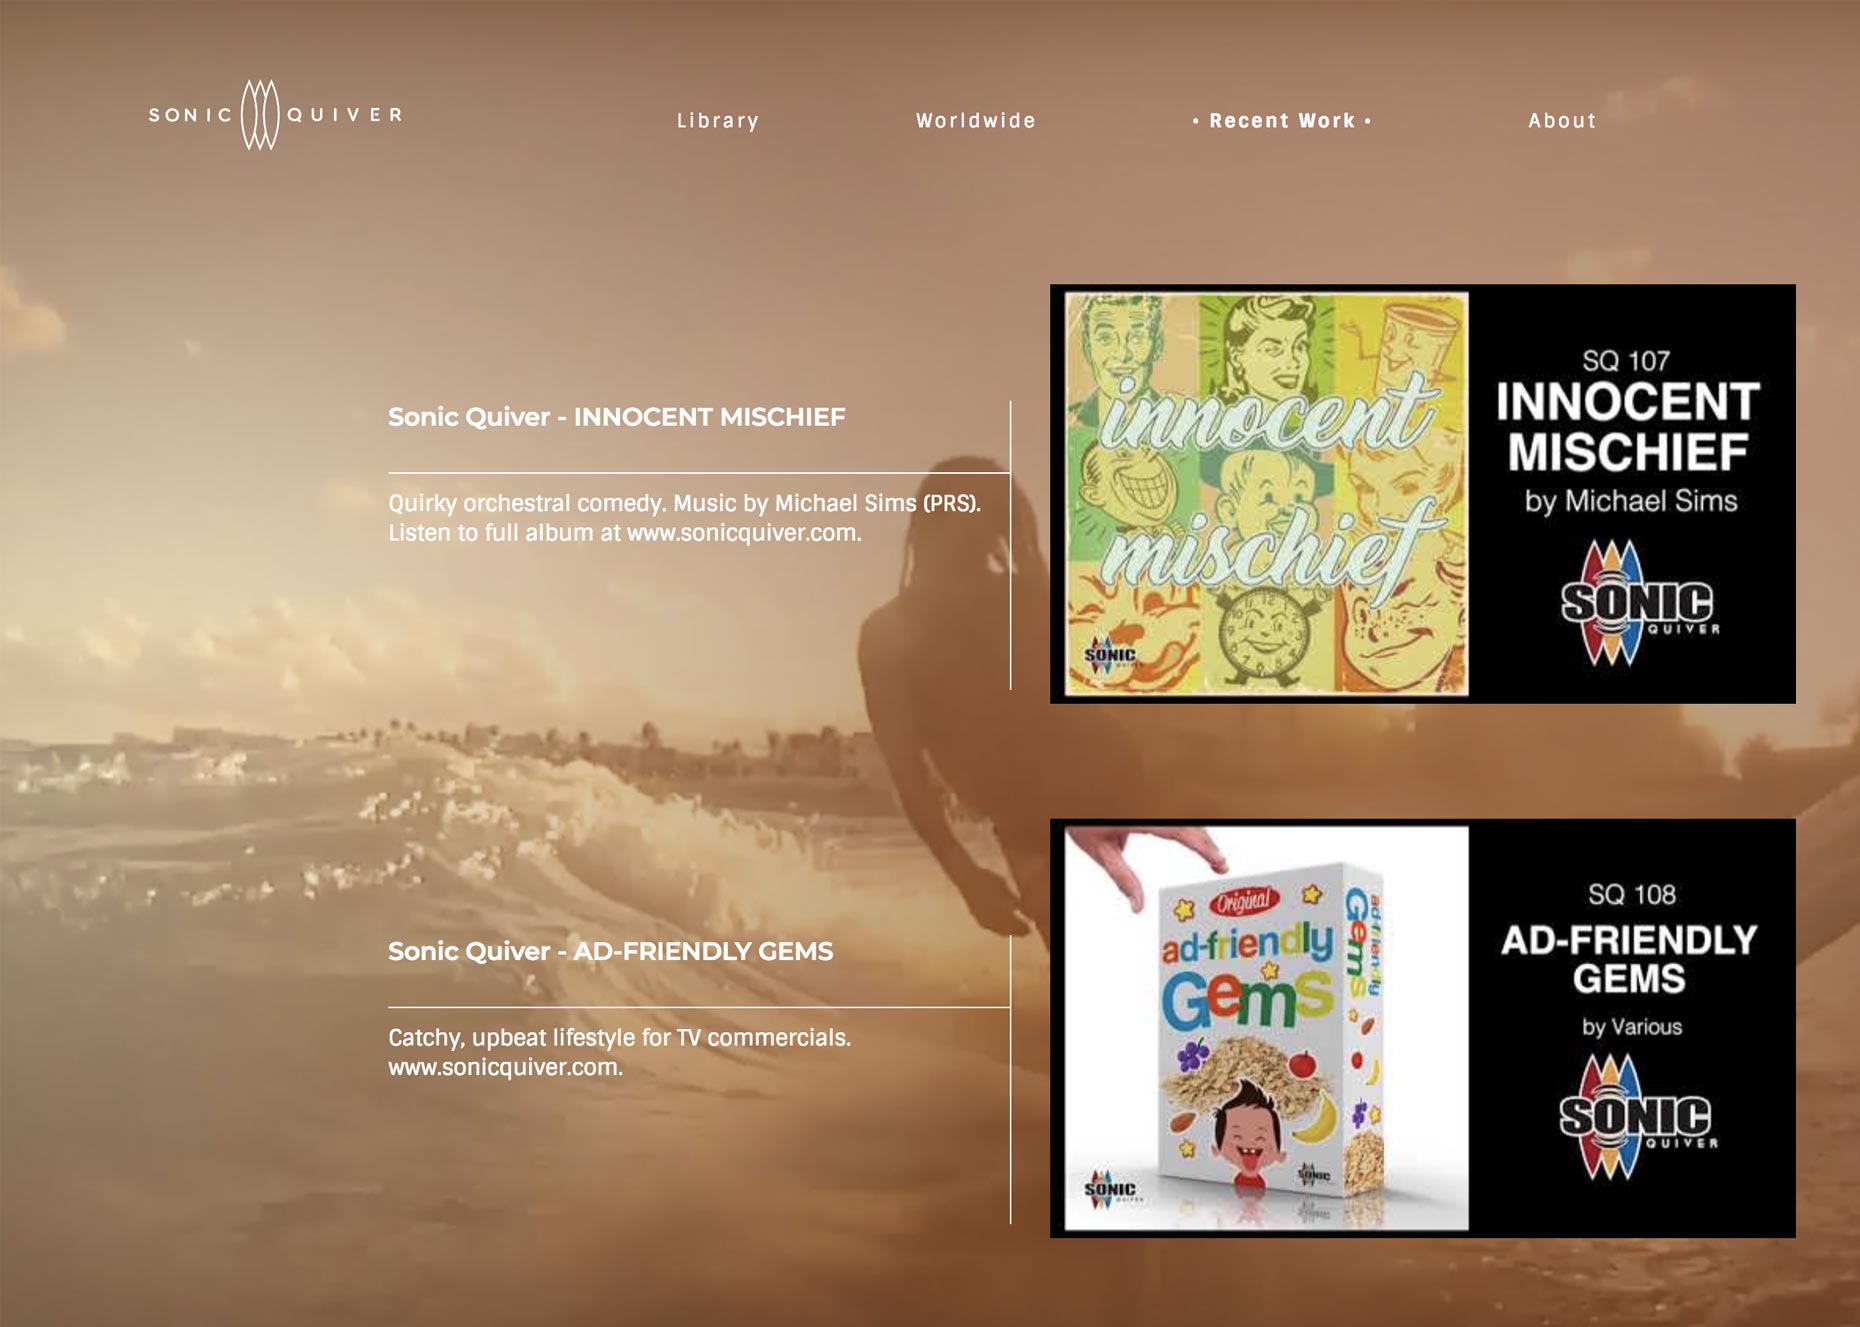 SONIC QUIVER
Library
Worldwide
• Recent Work •
About
Sonic Quiver - INNOCENT MISCHIEF
Quirky orchestral comedy. Music by Michael Sims (PRS).
Listen to full album at www.sonicquiver.com.
innocent
mischief
SONIC
QUIVER
SQ 107
INNOCENT
MISCHIEF
by Michael Sims
SONIC
QUIVER
Sonic Quiver - AD-FRIENDLY GEMS
Catchy, upbeat lifestyle for TV commercials.
www.sonicquiver.com.
Original
ad-friendly
Gems
ad-friendly
Gems
SONIC
SONIC
QUIVER
SQ 108
AD-FRIENDLY
GEMS
by Various
SONIC
QUIVER